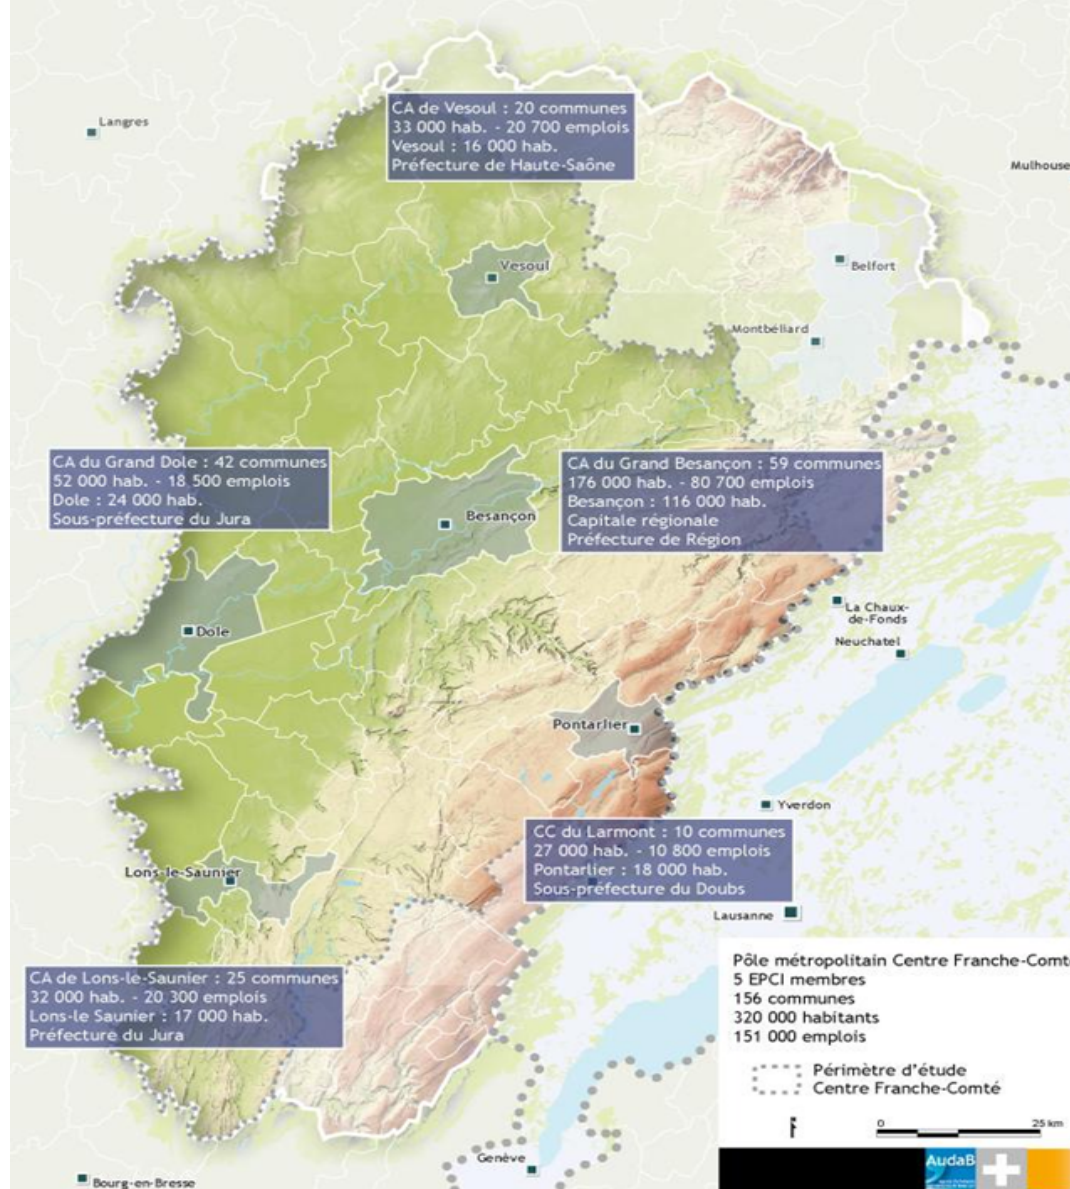 CA de Vesoul : 20 communes
33 000 hab. - 20 700 emplois
Vesoul : 16 000 hab.
Préfecture de Haute-Saône
Langres
Mulhouse
Vesoul
Belfort
Montbéliard
CA du Grand Dole : 42 communes
52 000 hab. - 18 500 emplois
Dole : 24 000 hab.
Sous-préfecture du Jura
CA du Grand Besançon : 59 communes
176 000 hab. - 80 700 emplois
Besançon : 116 000 hab.
Capitale régionale
Préfecture de Région
Besançon
La Chaux-
de-Fonds
Neuchatel
Dole
Pontarlier
Yverdon
CC du Larmont : 10 communes
27 000 hab. - 10 800 emplois
Pontarlier : 18 000 hab.
Sous-préfecture du Doubs
Lons-le-Saunier
Lausanne
CA de Lons-le-Saunier : 25 communes
32 000 hab. - 20 300 emplois
Lons-le Saunier : 17 000 hab.
Préfecture du Jura
Pôle métropolitain Centre Franche-Comté
5 EPCI membres
156 communes
320 000 habitants
151 000 emplois
Périmètre d'étude
Centre Franche-Comté
0 25 km
Genève
Bourg-en-Bresse
AudaB